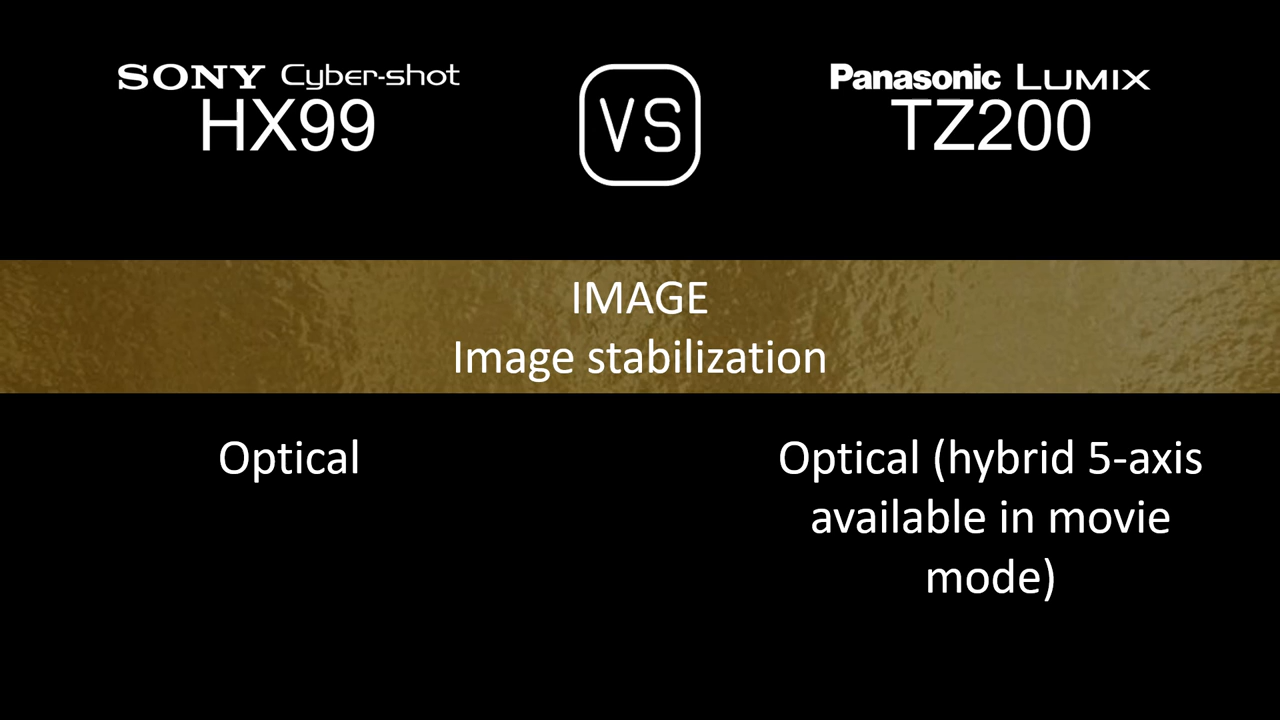 SONY Cyber-shot
HX99
VS
Panasonic LUMIX
TZ200
IMAGE
Image stabilization
Optical
Optical (hybrid 5-axis
available in movie
mode)